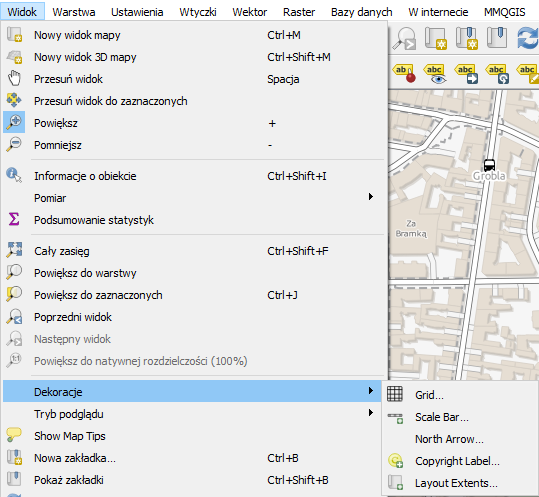 Widok Warstwa Ustawienia Wtyczki Wektor Raster Bazy danych W internecie MMQGIS
Nowy widok mapy Ctrl+M
Nowy widok 3D mapy Ctrl+Shift+M
Przesuń widok Spacja
Przesuń widok do zaznaczonych
Powiększ +
Pomniejsz -
Informacje o obiekcie Ctrl+Shift+I
Pomiar
Podsumowanie statystyk
Cały zasięg Ctrl+Shift+F
Powiększ do warstwy
Powiększ do zaznaczonych Ctrl+J
Poprzedni widok
Następny widok
Powiększ do natywnej rozdzielczości (100%)
Dekoracje
Tryb podglądu
Show Map Tips
Nowa zakładka... Ctrl+B
Pokaż zakładki Ctrl+Shift+B
ab abc abc abc abc
Grobla
Za
Bramką
Grid...
Scale Bar...
North Arrow...
Copyright Label...
Layout Extents...